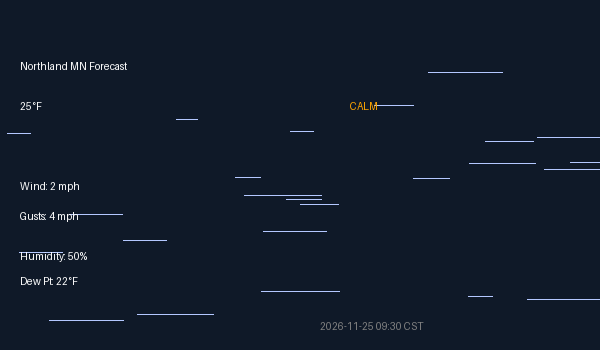 Northland MN Forecast
25°F
CALM
Wind: 2 mph
Gusts: 4 mph
Humidity: 50%
Dew Pt: 22°F
2026-11-25 09:30 CST